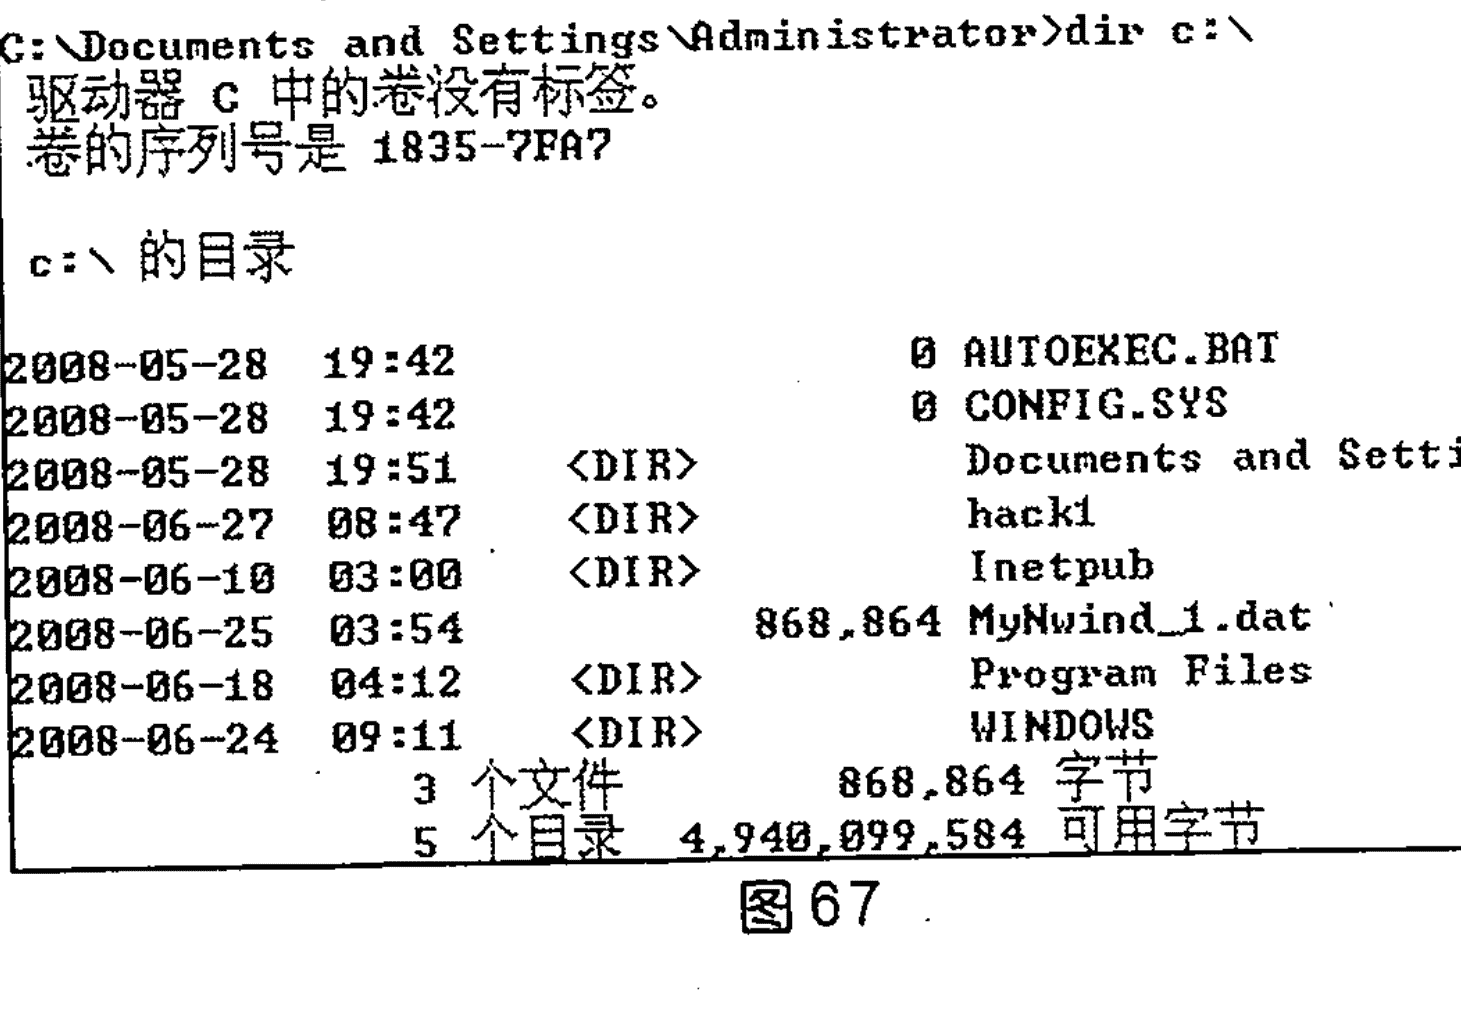 C:\Documents and Settings\Administrator>dir c:\
驱动器 C 中的卷没有标签。
卷的序列号是 1835-7FA7
c:\ 的目录
2008-05-28 19:42 0 AUTOEXEC.BAT
2008-05-28 19:42 0 CONFIG.SYS
2008-05-28 19:51 <DIR> Documents and Setti
2008-06-27 08:47 <DIR> hack1
2008-06-10 03:00 <DIR> Inetpub
2008-06-25 03:54 868,864 MyNwind_1.dat
2008-06-18 04:12 <DIR> Program Files
2008-06-24 09:11 <DIR> WINDOWS
3 个文件 868,864 字节
5 个目录 4,940,099,584 可用字节
图 67